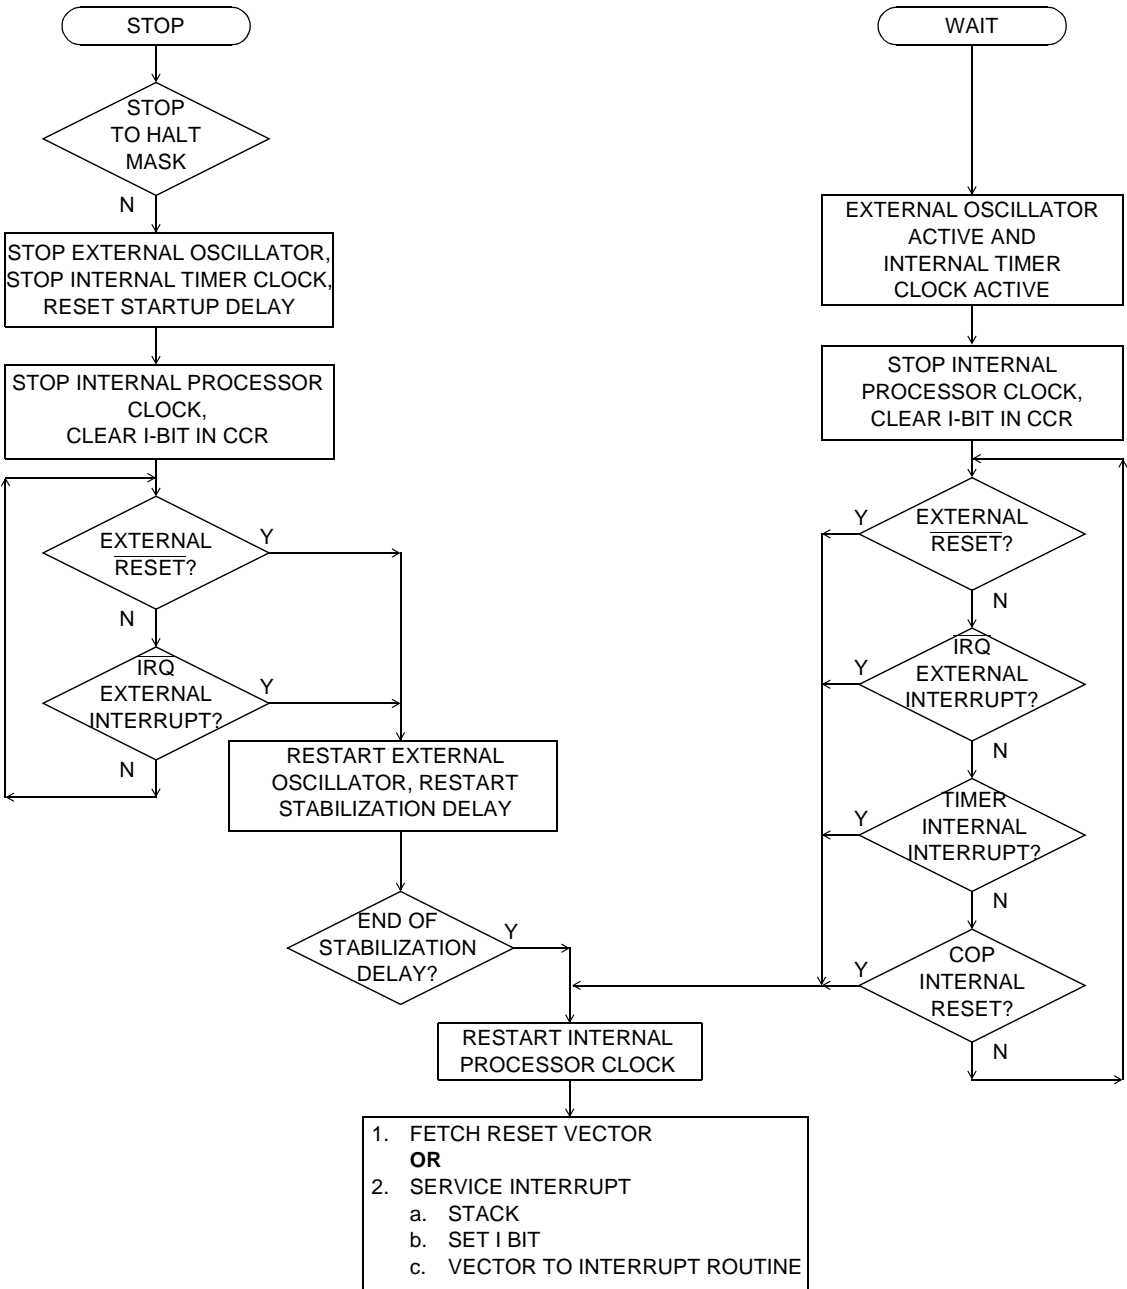 STOP
STOP
TO HALT
MASK
N
STOP EXTERNAL OSCILLATOR,
STOP INTERNAL TIMER CLOCK,
RESET STARTUP DELAY
STOP INTERNAL PROCESSOR
CLOCK,
CLEAR I-BIT IN CCR
EXTERNAL
RESET?
Y
N
IRQ
EXTERNAL
INTERRUPT?
Y
N
RESTART EXTERNAL
OSCILLATOR, RESTART
STABILIZATION DELAY
END OF
STABILIZATION
DELAY?
Y
WAIT
EXTERNAL OSCILLATOR
ACTIVE AND
INTERNAL TIMER
CLOCK ACTIVE
STOP INTERNAL
PROCESSOR CLOCK,
CLEAR I-BIT IN CCR
EXTERNAL
RESET?
Y
N
IRQ
EXTERNAL
INTERRUPT?
Y
N
TIMER
INTERNAL
INTERRUPT?
Y
N
COP
INTERNAL
RESET?
Y
N
RESTART INTERNAL
PROCESSOR CLOCK
1. FETCH RESET VECTOR
OR
2. SERVICE INTERRUPT
a. STACK
b. SET I BIT
c. VECTOR TO INTERRUPT ROUTINE